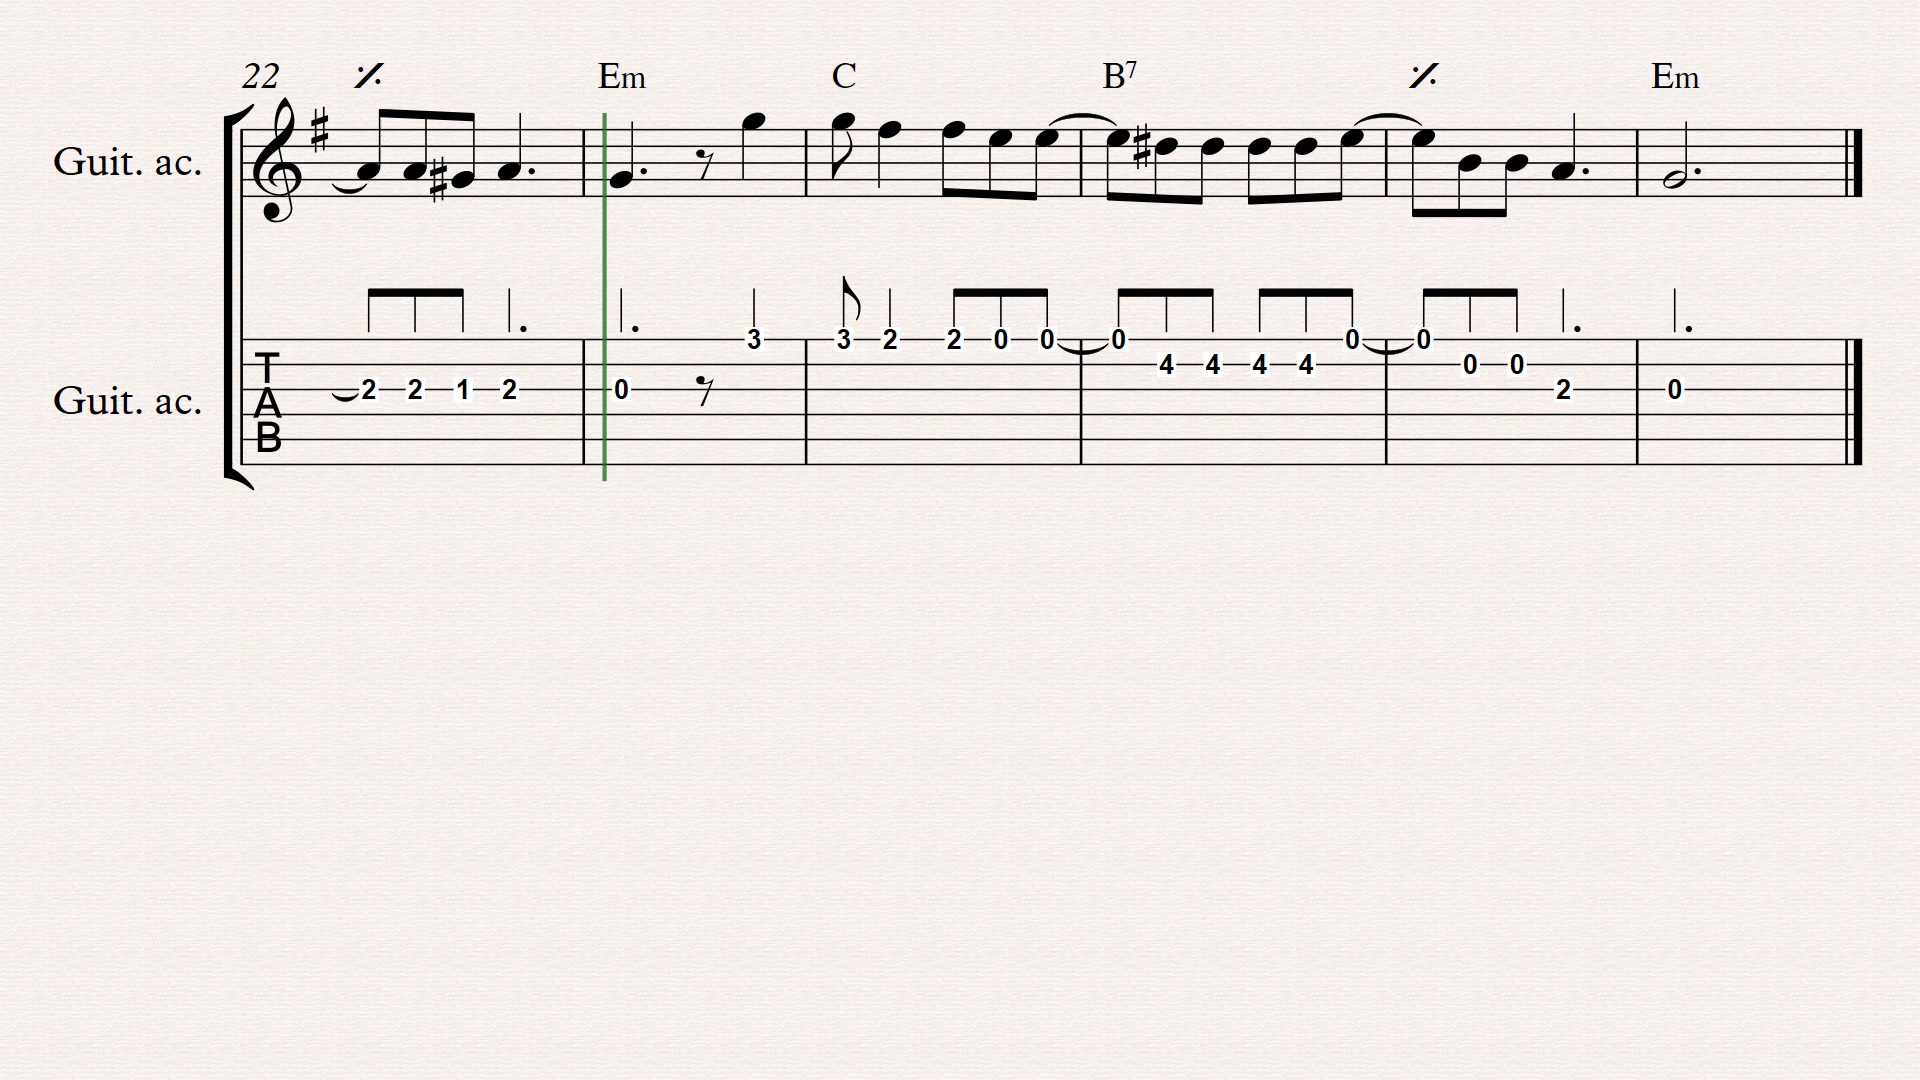 22 𝄎 Em C B7 𝄎 Em
Guit. ac.
3 3 2 2 0 0 0 0 0
T 4 4 4 4 0 0
Guit. ac. A 2 2 1 2 0 2 0
B